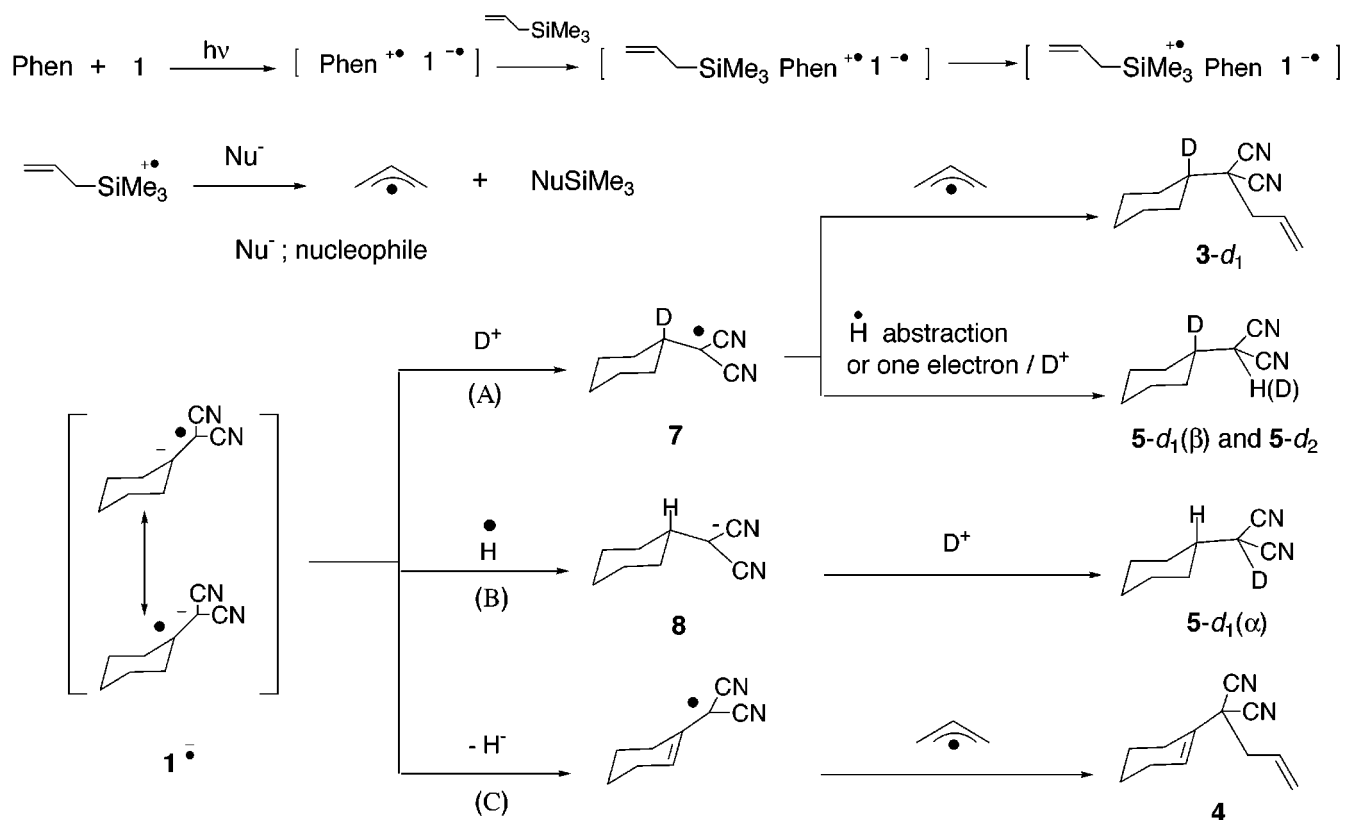 SiMe3
Phen + 1 hν [ Phen +• 1 −• ] [ SiMe3 Phen +• 1 −• ] [ SiMe3 +• Phen 1 −• ]
SiMe3 +• Nu- • + NuSiMe3
Nu- ; nucleophile
•
D CN CN
3-d1
D+
(A)
D • CN CN
7
H• abstraction
or one electron / D+
D CN CN H(D)
5-d1(β) and 5-d2
• − CN CN
• − CN CN
1 −•
H•
(B)
H - CN CN
8
D+
H CN CN D
5-d1(α)
- H-
(C)
• CN CN
•
CN CN
4